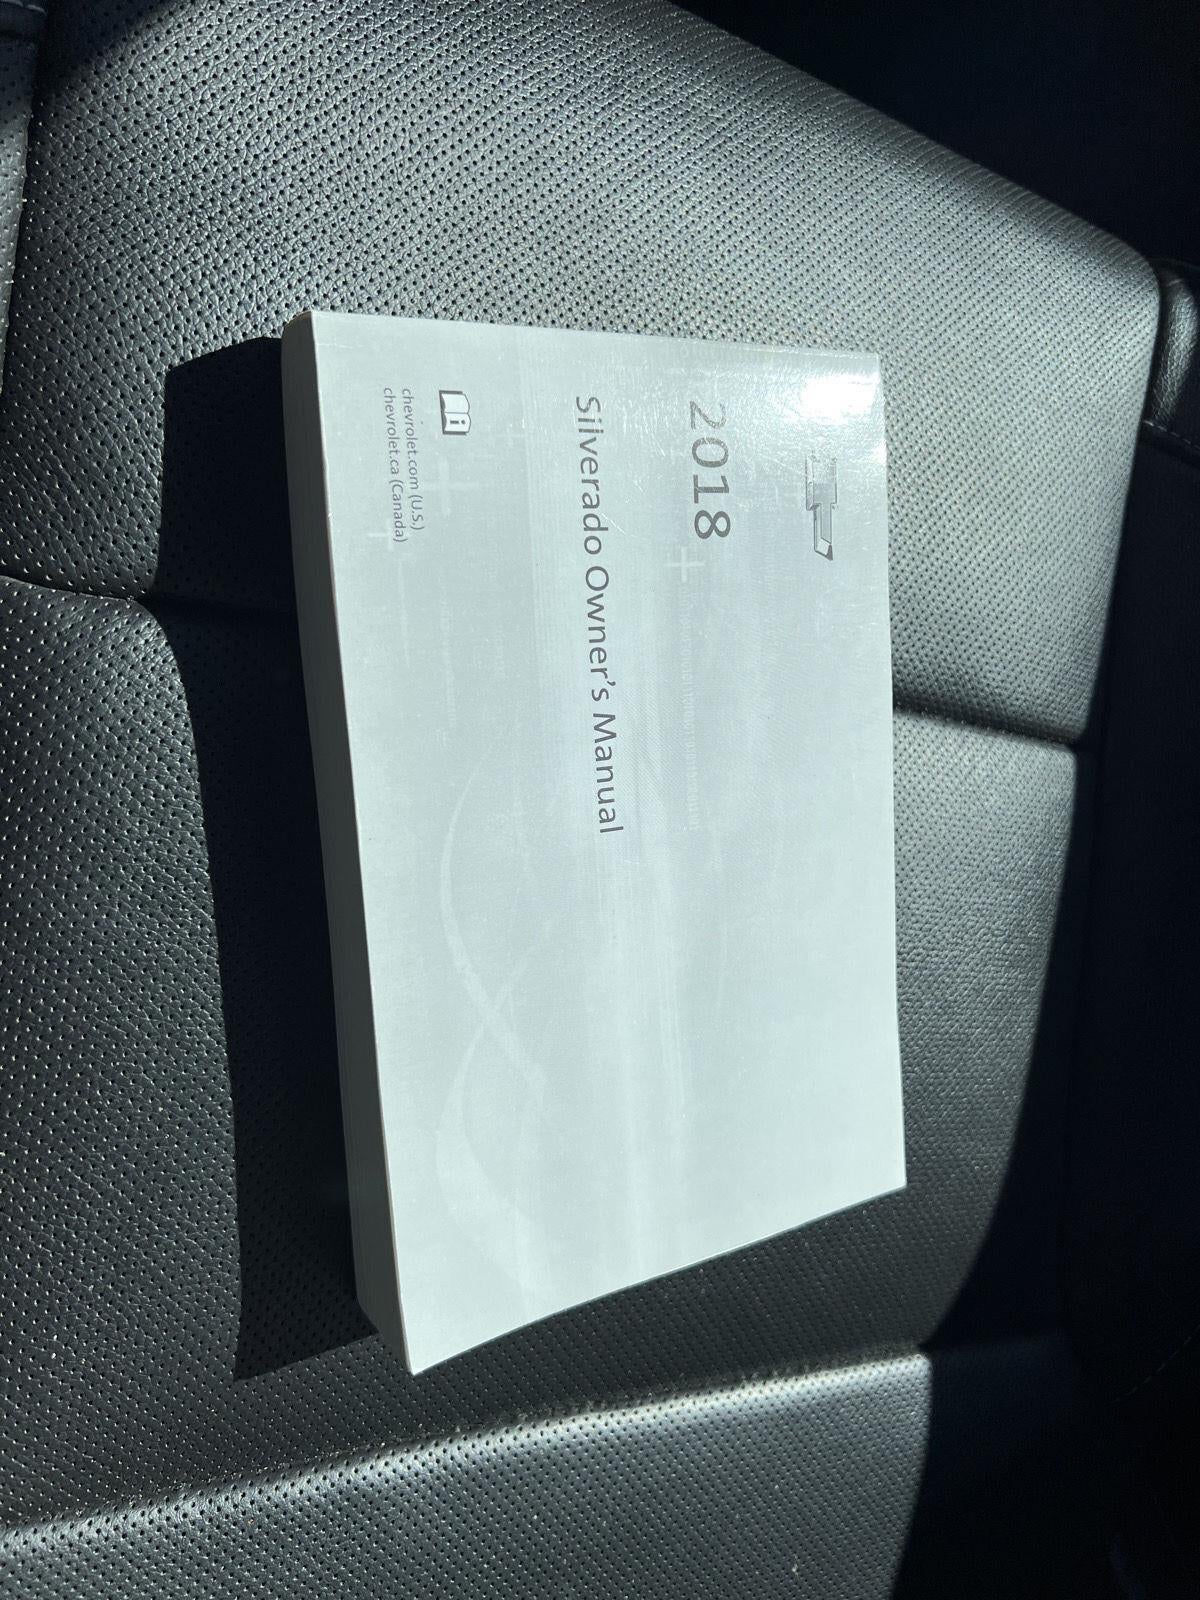 2018
Silverado Owner's Manual
i
chevrolet.com (U.S.)
chevrolet.ca (Canada)